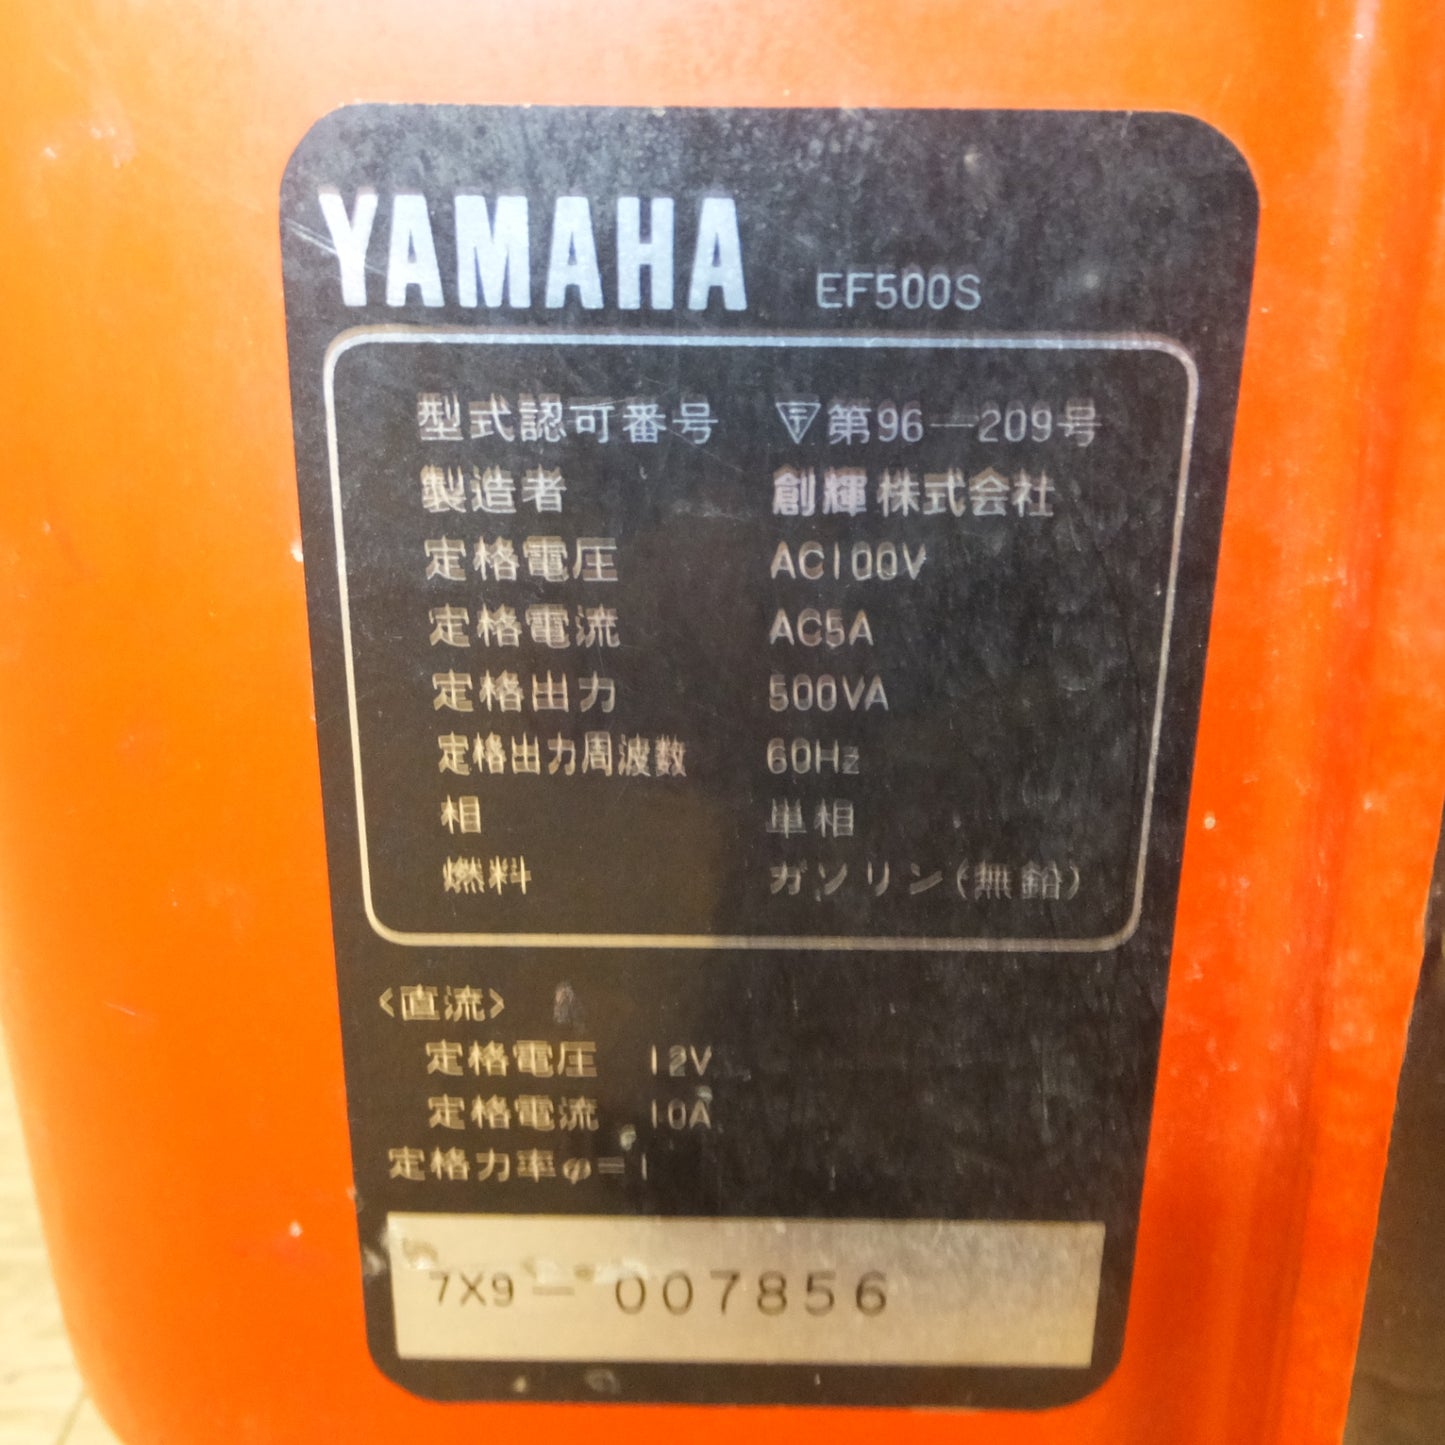 YAMAHA EF500S
型式認可番号 第96-209号
製造者 創輝株式会社
定格電圧 AC100V
定格電流 AC5A
定格出力 500VA
定格出力周波数 60Hz
相 単相
燃料 ガソリン(無鉛)
<直流>
定格電圧 12V
定格電流 10A
定格力率φ=1
7X9-007856